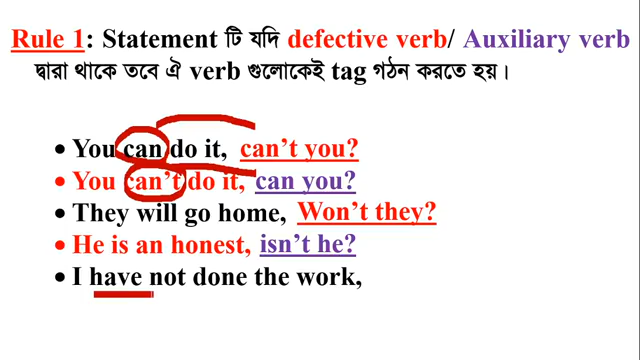 Rule 1: Statement টি যদি defective verb/ Auxiliary verb
দ্বারা থাকে তবে ঐ verb গুলোকেই tag গঠন করতে হয়।
• You can do it, can't you?
• You can't do it, can you?
• They will go home, Won't they?
• He is an honest, isn't he?
• I have not done the work,